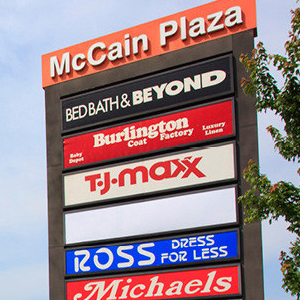 McCain Plaza
BED BATH & BEYOND
Burlington
Coat Factory
Baby Depot
Luxury Linen
T.J.maxx
ROSS DRESS FOR LESS
Michaels